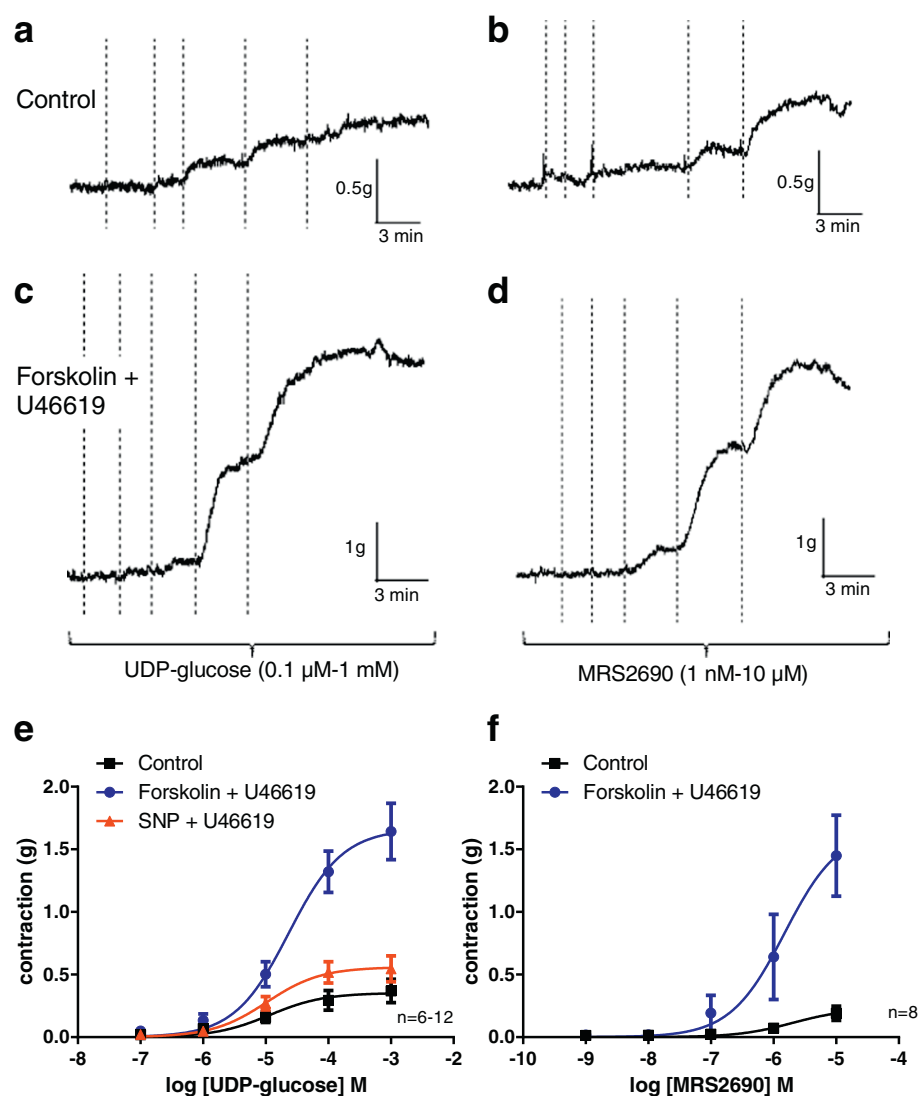 a
b
Control
0.5g
3 min
0.5g
3 min
c
d
Forskolin +
U46619
1g
3 min
1g
3 min
UDP-glucose (0.1 µM-1 mM)
MRS2690 (1 nM-10 µM)
e
f
Control
Forskolin + U46619
SNP + U46619
Control
Forskolin + U46619
contraction (g)
2.0
1.5
1.0
0.5
0.0
n=6-12
-8 -7 -6 -5 -4 -3 -2
log [UDP-glucose] M
contraction (g)
2.0
1.5
1.0
0.5
0.0
n=8
-10 -9 -8 -7 -6 -5 -4
log [MRS2690] M